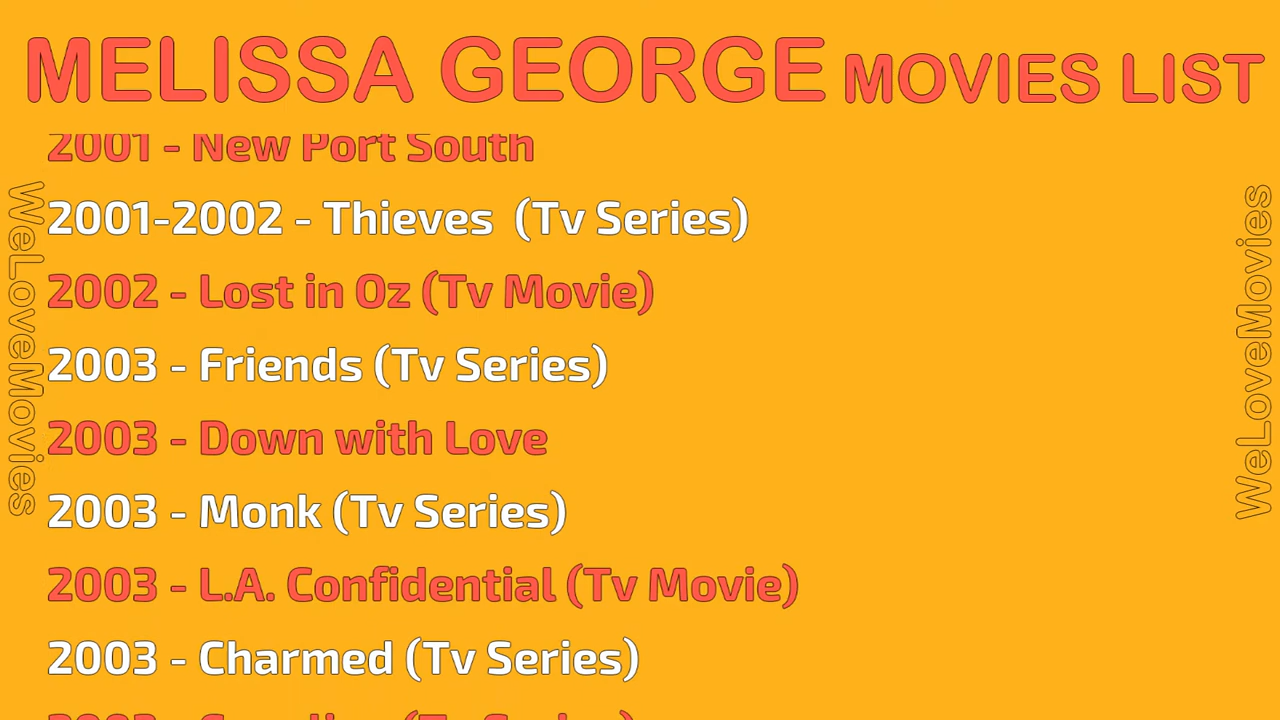 MELISSA GEORGE MOVIES LIST
2001 - New Port South
2001-2002 - Thieves  (Tv Series)
2002 - Lost in Oz (Tv Movie)
2003 - Friends (Tv Series)
2003 - Down with Love
2003 - Monk (Tv Series)
2003 - L.A. Confidential (Tv Movie)
2003 - Charmed (Tv Series)
WeLoveMovies
WeLoveMovies